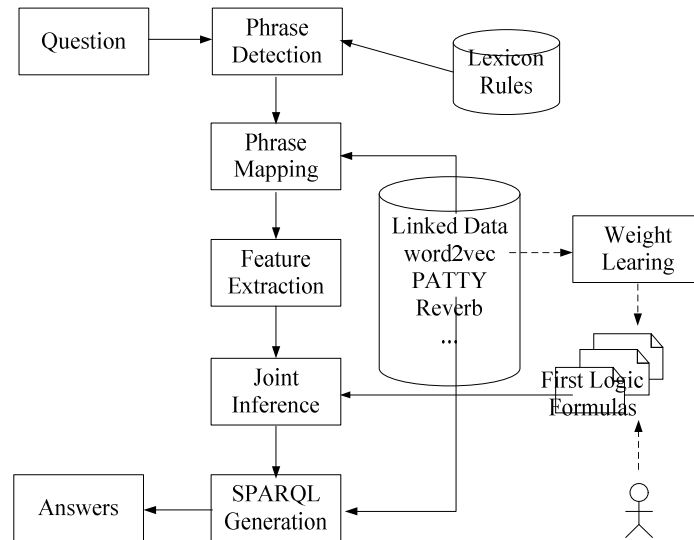 Question
Phrase
Detection
Lexicon
Rules
Phrase
Mapping
Linked Data
word2vec
PATTY
Reverb
...
Weight
Learing
Feature
Extraction
Joint
Inference
First Logic
Formulas
SPARQL
Generation
Answers